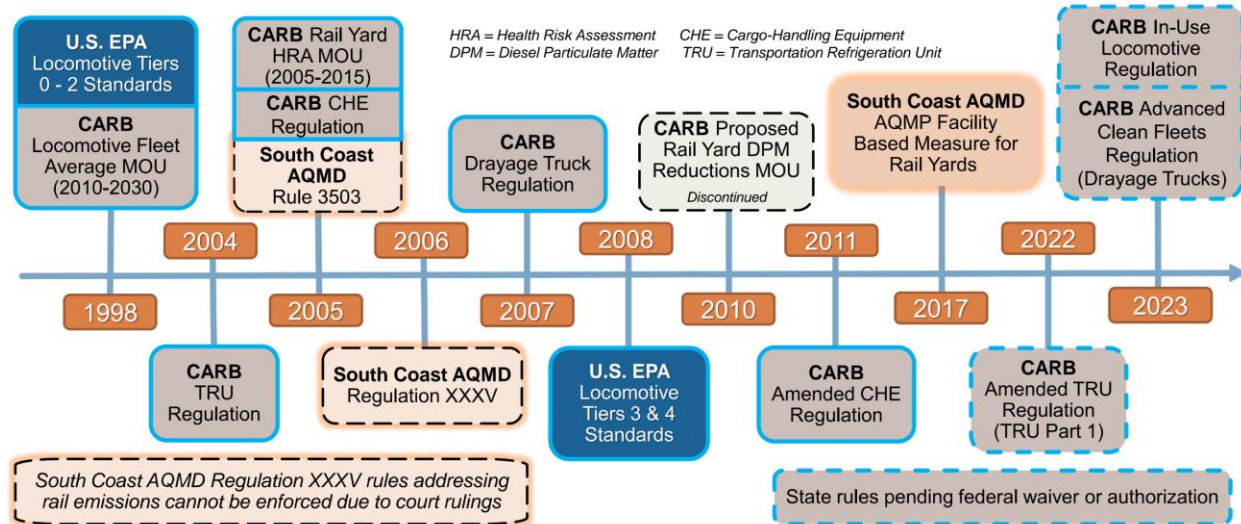 U.S. EPA
Locomotive Tiers
0 - 2 Standards
CARB
Locomotive Fleet
Average MOU
(2010-2030)
CARB Rail Yard
HRA MOU
(2005-2015)
CARB CHE
Regulation
South Coast
AQMD
Rule 3503
HRA = Health Risk Assessment
CHE = Cargo-Handling Equipment
DPM = Diesel Particulate Matter
TRU = Transportation Refrigeration Unit
CARB
Drayage Truck
Regulation
CARB Proposed
Rail Yard DPM
Reductions MOU
Discontinued
South Coast AQMD
AQMP Facility
Based Measure for
Rail Yards
CARB In-Use
Locomotive
Regulation
CARB Advanced
Clean Fleets
Regulation
(Drayage Trucks)
2004
2006
2008
2011
2022
1998
2005
2007
2010
2017
2023
CARB
TRU
Regulation
South Coast AQMD
Regulation XXXV
U.S. EPA
Locomotive
Tiers 3 & 4
Standards
CARB
Amended CHE
Regulation
CARB
Amended TRU
Regulation
(TRU Part 1)
South Coast AQMD Regulation XXXV rules addressing
rail emissions cannot be enforced due to court rulings
State rules pending federal waiver or authorization